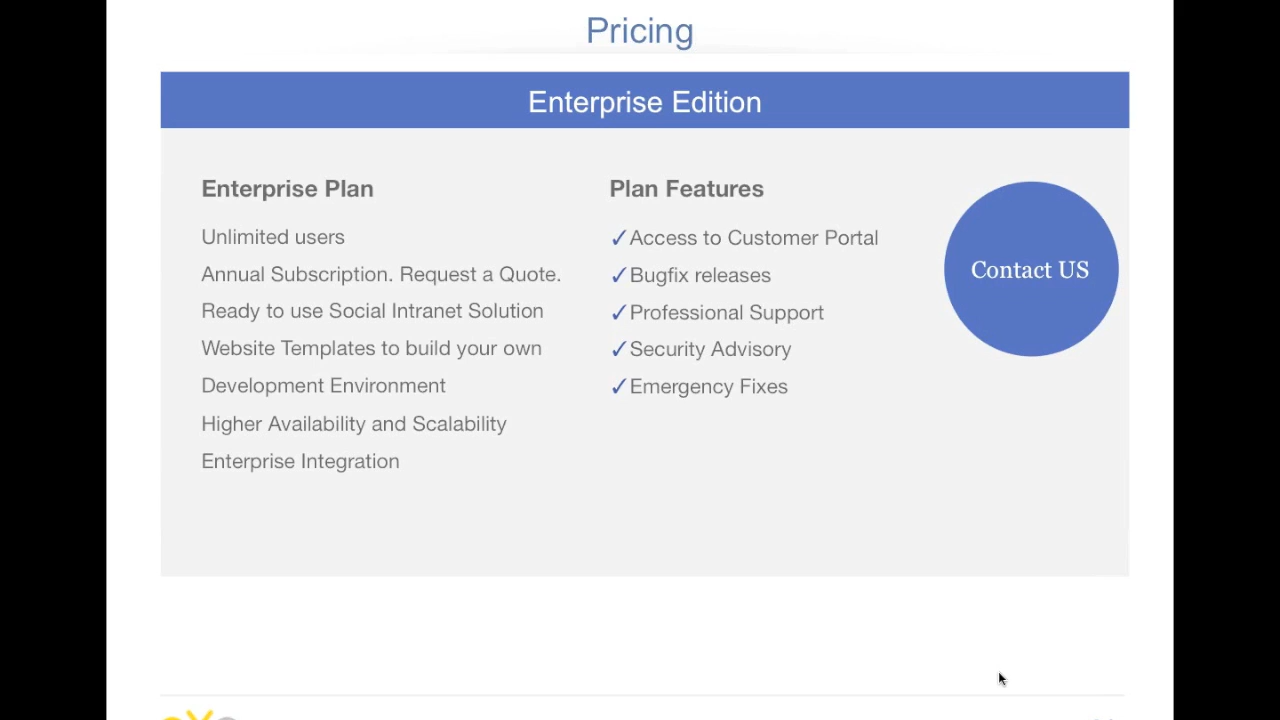 Pricing
Enterprise Edition
Enterprise Plan
Unlimited users
Annual Subscription. Request a Quote.
Ready to use Social Intranet Solution
Website Templates to build your own
Development Environment
Higher Availability and Scalability
Enterprise Integration
Plan Features
✓Access to Customer Portal
✓Bugfix releases
✓Professional Support
✓Security Advisory
✓Emergency Fixes
Contact US